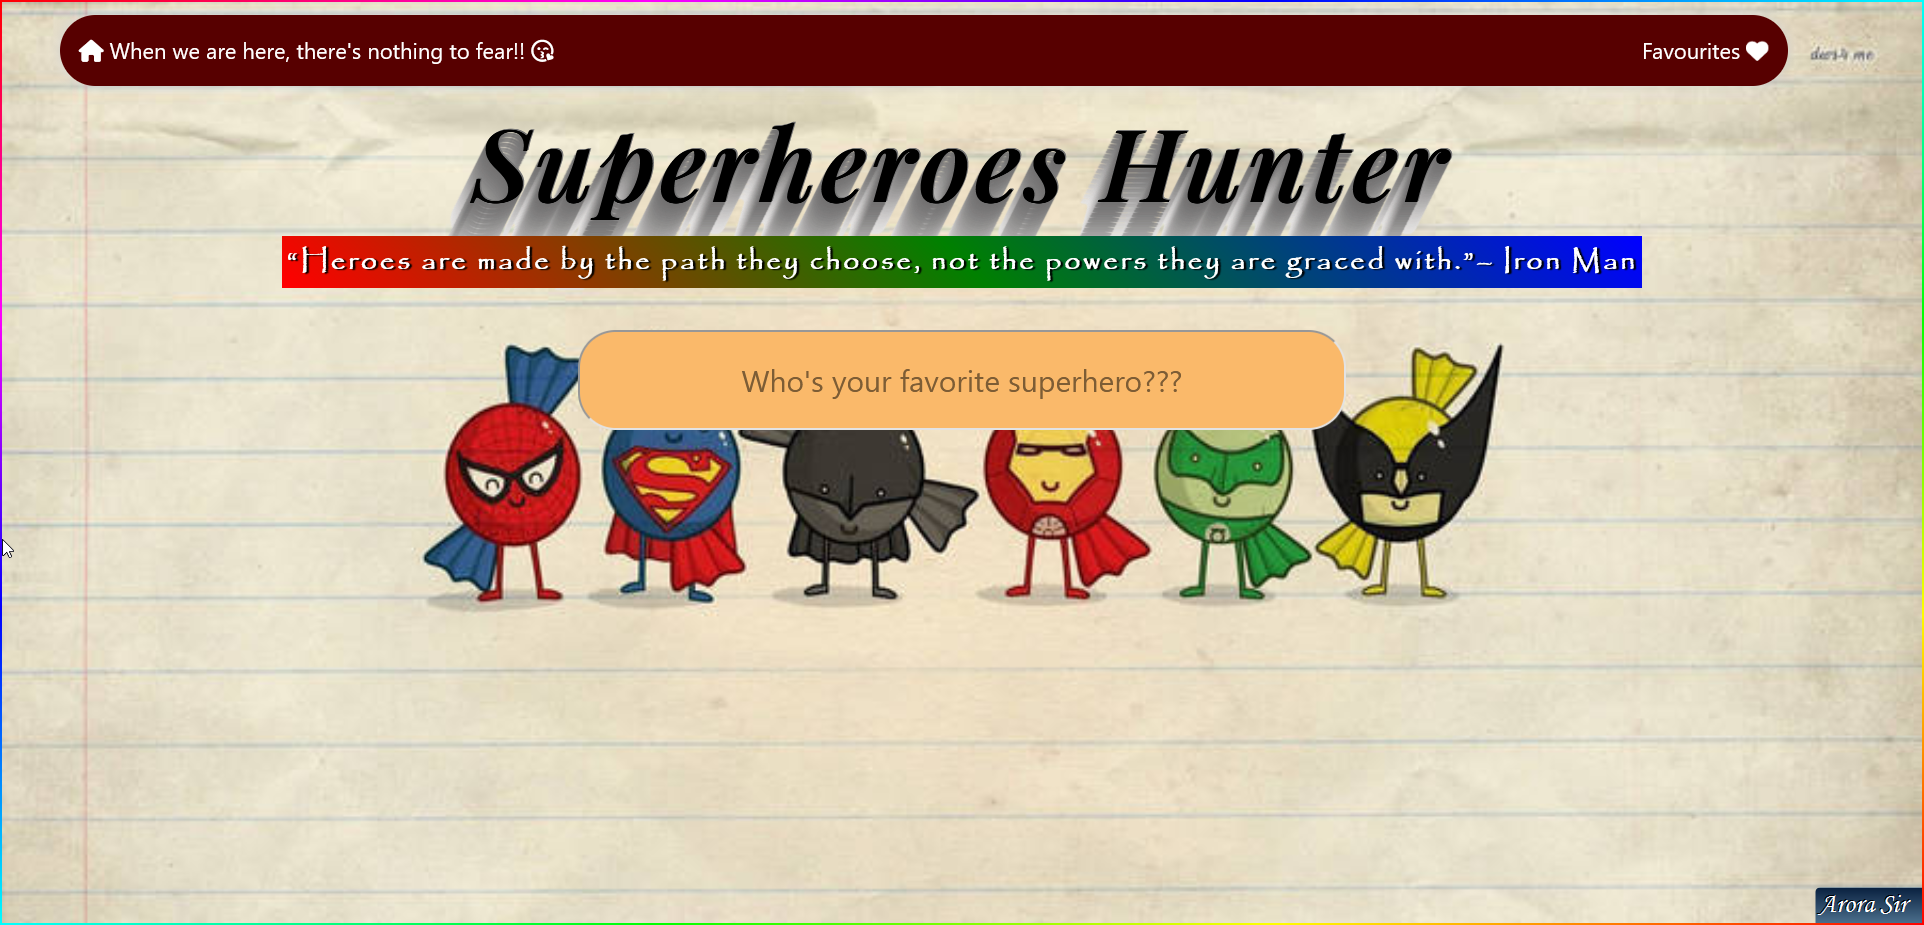 When we are here, there's nothing to fear!!
Favourites
Superheroes Hunter
“Heroes are made by the path they choose, not the powers they are graced with.”– Iron Man
Who's your favorite superhero???
Arora Sir